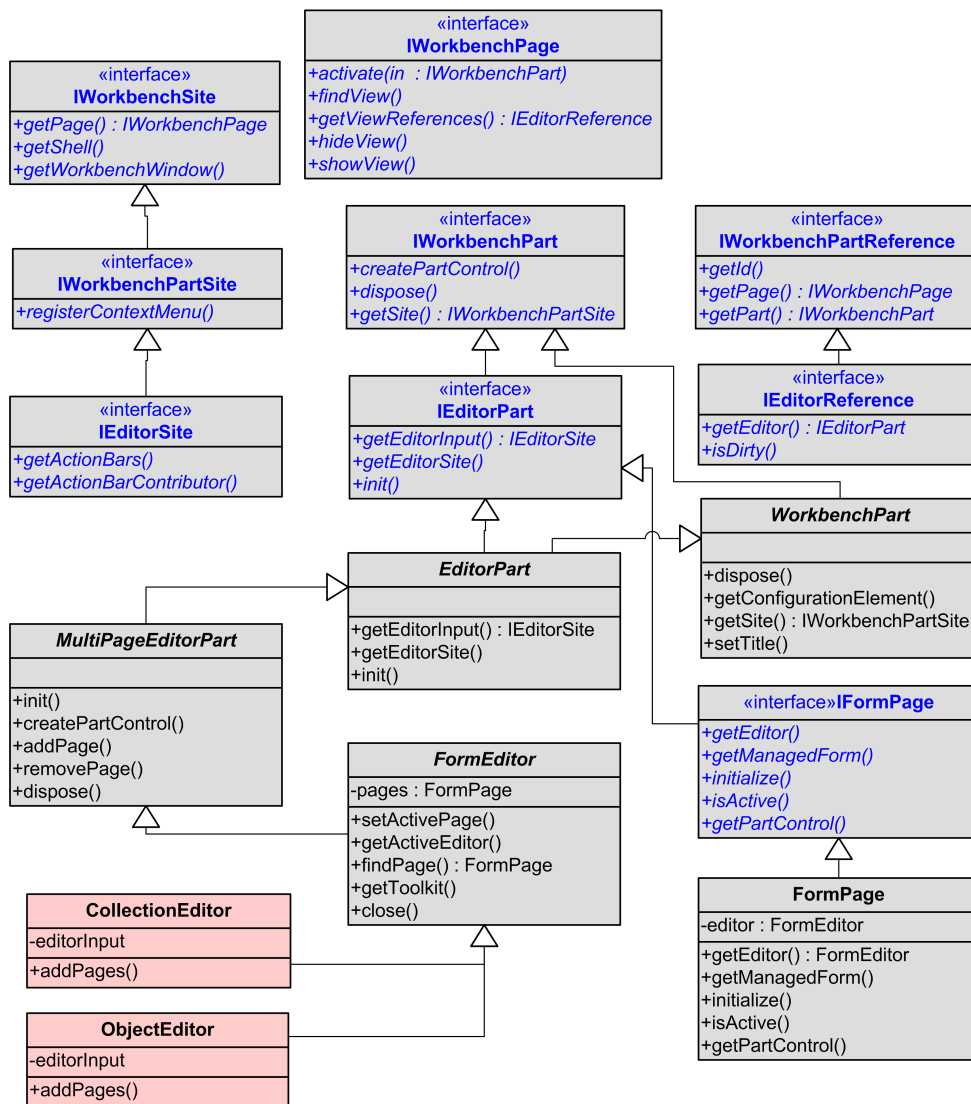 «interface»
IWorkbenchPage
+activate(in : IWorkbenchPart)
+findView()
+getViewReferences() : IEditorReference
+hideView()
+showView()
«interface»
IWorkbenchSite
+getPage() : IWorkbenchPage
+getShell()
+getWorkbenchWindow()
«interface»
IWorkbenchPart
+createPartControl()
+dispose()
+getSite() : IWorkbenchPartSite
«interface»
IWorkbenchPartReference
+getId()
+getPage() : IWorkbenchPage
+getPart() : IWorkbenchPart
«interface»
IWorkbenchPartSite
+registerContextMenu()
«interface»
IEditorPart
+getEditorInput() : IEditorSite
+getEditorSite()
+init()
«interface»
IEditorReference
+getEditor() : IEditorPart
+isDirty()
«interface»
IEditorSite
+getActionBars()
+getActionBarContributor()
WorkbenchPart
+dispose()
+getConfigurationElement()
+getSite() : IWorkbenchPartSite
+setTitle()
EditorPart
+getEditorInput() : IEditorSite
+getEditorSite()
+init()
MultiPageEditorPart
+init()
+createPartControl()
+addPage()
+removePage()
+dispose()
«interface»IFormPage
+getEditor()
+getManagedForm()
+initialize()
+isActive()
+getPartControl()
FormEditor
-pages : FormPage
+setActivePage()
+getActiveEditor()
+findPage() : FormPage
+getToolkit()
+close()
FormPage
-editor : FormEditor
+getEditor() : FormEditor
+getManagedForm()
+initialize()
+isActive()
+getPartControl()
CollectionEditor
-editorInput
+addPages()
ObjectEditor
-editorInput
+addPages()